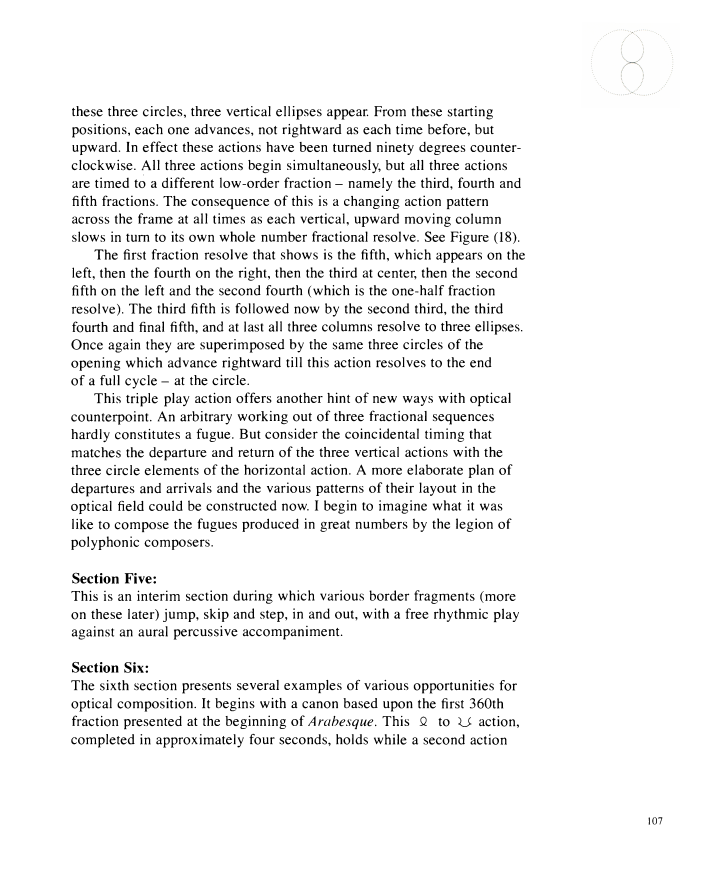 these three circles, three vertical ellipses appear. From these starting
positions, each one advances, not rightward as each time before, but
upward. In effect these actions have been turned ninety degrees counter-
clockwise. All three actions begin simultaneously, but all three actions
are timed to a different low-order fraction – namely the third, fourth and
fifth fractions. The consequence of this is a changing action pattern
across the frame at all times as each vertical, upward moving column
slows in turn to its own whole number fractional resolve. See Figure (18).
The first fraction resolve that shows is the fifth, which appears on the
left, then the fourth on the right, then the third at center, then the second
fifth on the left and the second fourth (which is the one-half fraction
resolve). The third fifth is followed now by the second third, the third
fourth and final fifth, and at last all three columns resolve to three ellipses.
Once again they are superimposed by the same three circles of the
opening which advance rightward till this action resolves to the end
of a full cycle – at the circle.
This triple play action offers another hint of new ways with optical
counterpoint. An arbitrary working out of three fractional sequences
hardly constitutes a fugue. But consider the coincidental timing that
matches the departure and return of the three vertical actions with the
three circle elements of the horizontal action. A more elaborate plan of
departures and arrivals and the various patterns of their layout in the
optical field could be constructed now. I begin to imagine what it was
like to compose the fugues produced in great numbers by the legion of
polyphonic composers.
Section Five:
This is an interim section during which various border fragments (more
on these later) jump, skip and step, in and out, with a free rhythmic play
against an aural percussive accompaniment.
Section Six:
The sixth section presents several examples of various opportunities for
optical composition. It begins with a canon based upon the first 360th
fraction presented at the beginning of Arabesque. This to action,
completed in approximately four seconds, holds while a second action
107